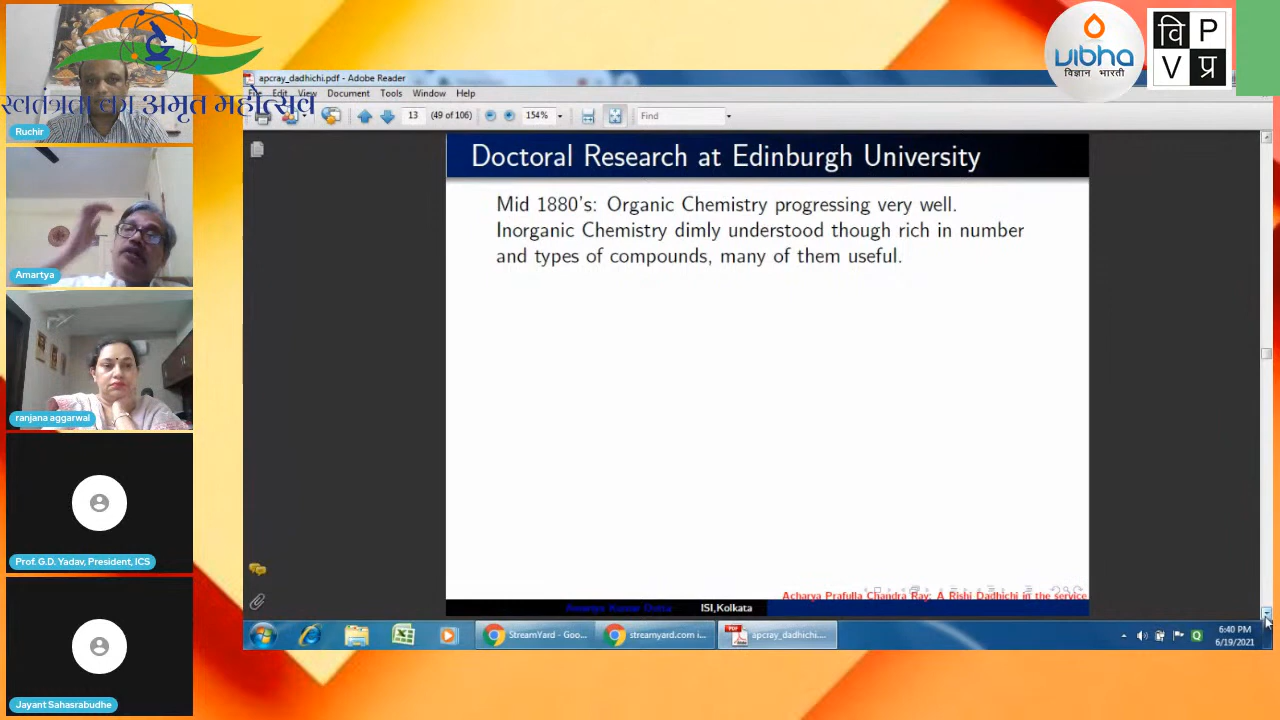 स्वतंत्रता का अमृत महोत्सव
Ruchir
Amartya
ranjana aggarwal
Prof. G.D. Yadav, President, ICS
Jayant Sahasrabudhe
VIBHA
विज्ञान भारती
वि P
V प्र
apcray_dadhichi.pdf - Adobe Reader
Edit View Document Tools Window Help
13 (49 of 106) 154% Find
Doctoral Research at Edinburgh University
Mid 1880's: Organic Chemistry progressing very well.
Inorganic Chemistry dimly understood though rich in number
and types of compounds, many of them useful.
Acharya Prafulla Chandra Ray: A Rishi Dadhichi in the service
ISI,Kolkata
StreamYard - Goo...
streamyard.com i...
apcray_dadhichi....
6:40 PM
6/19/2021